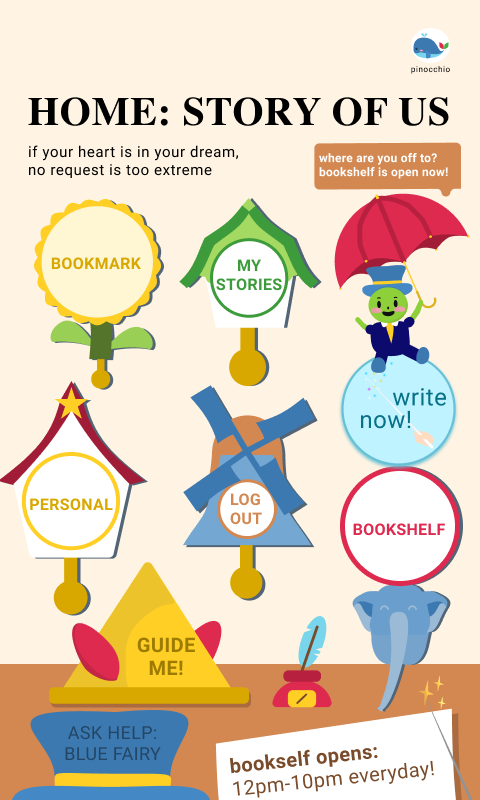 pinocchio
HOME: STORY OF US
if your heart is in your dream,
no request is too extreme
where are you off to?
bookshelf is open now!
BOOKMARK
MY
STORIES
write
now!
PERSONAL
LOG
OUT
BOOKSHELF
GUIDE
ME!
ASK HELP:
BLUE FAIRY
bookself opens:
12pm-10pm everyday!